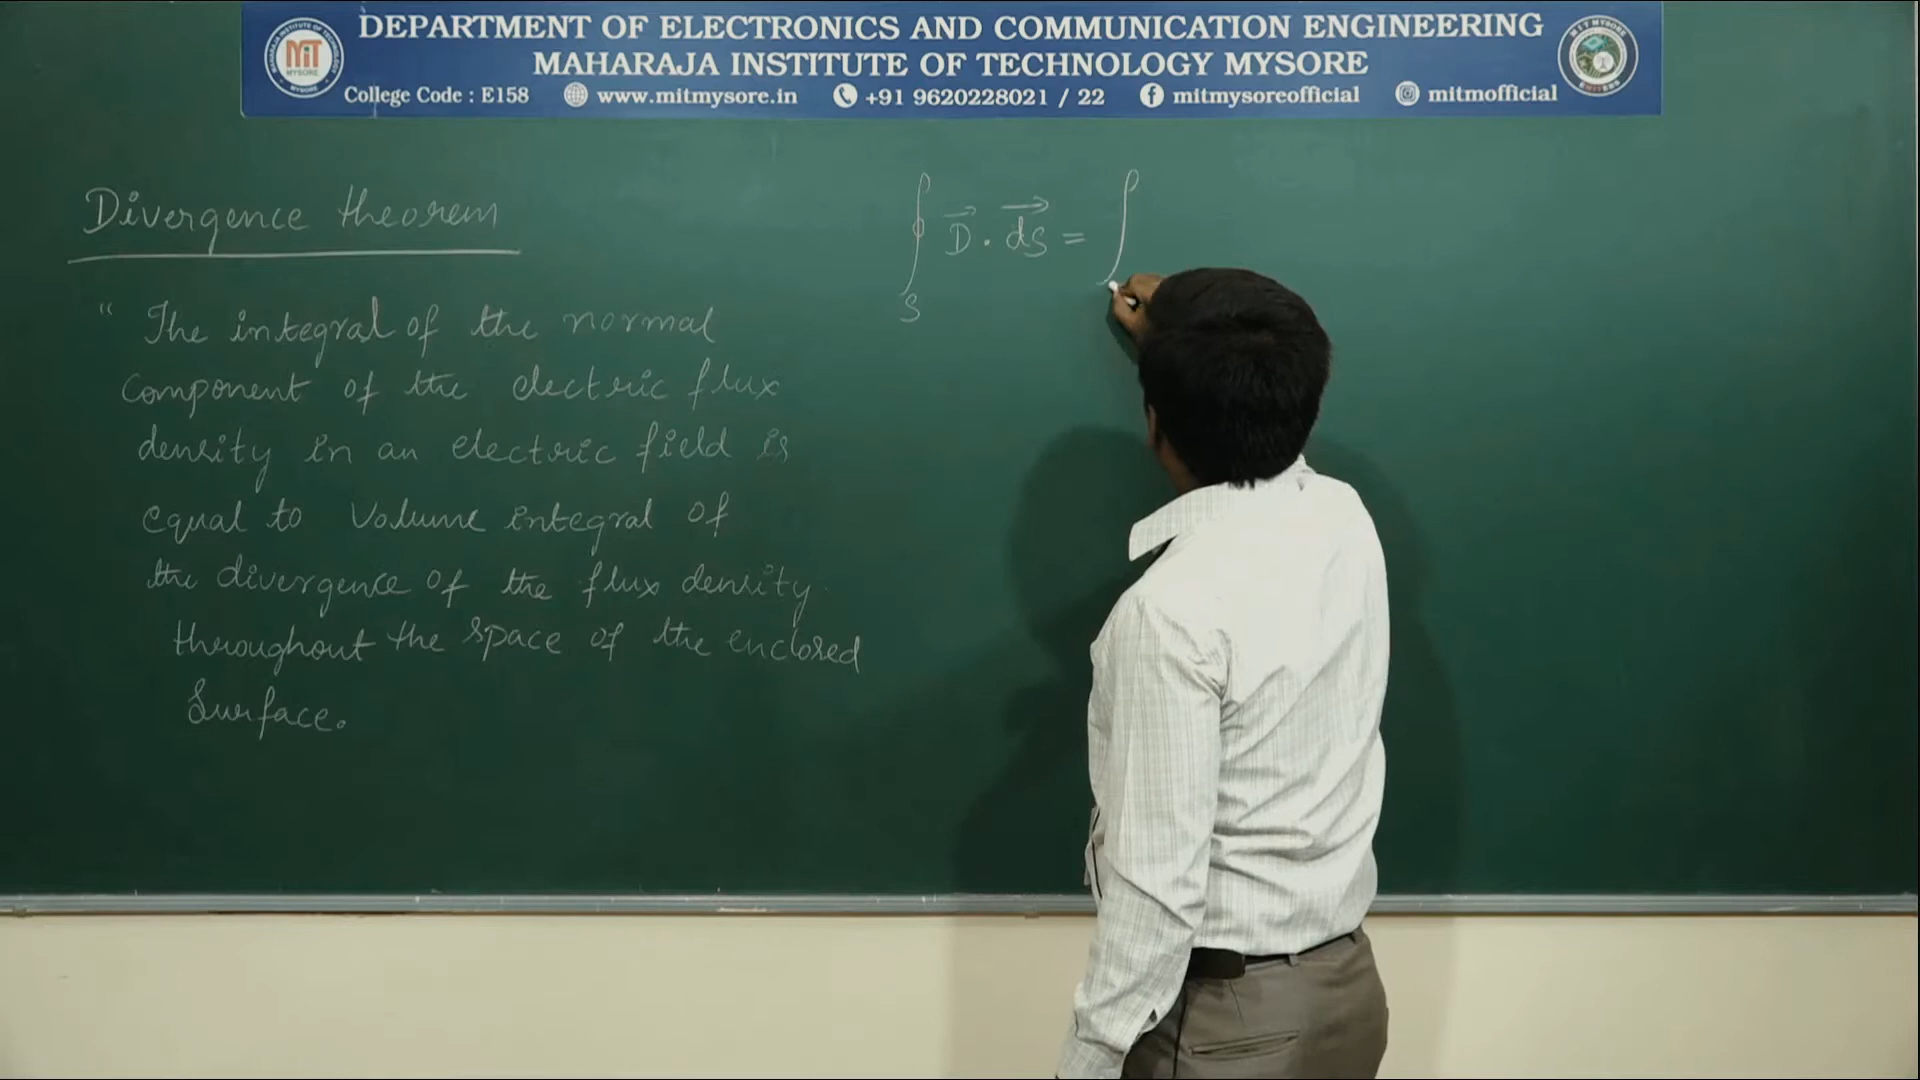 DEPARTMENT OF ELECTRONICS AND COMMUNICATION ENGINEERING
MAHARAJA INSTITUTE OF TECHNOLOGY MYSORE
College Code : E158 www.mitmysore.in +91 9620228021 / 22 mitmysoreofficial mitmofficial
MIT
MYSORE
Divergence theorem
" The integral of the normal
component of the electric flux
density in an electric field is
equal to volume integral of
the divergence of the flux density
throughout the space of the enclosed
Surface.
∮ D⃗ . dS⃗ = ∫
S